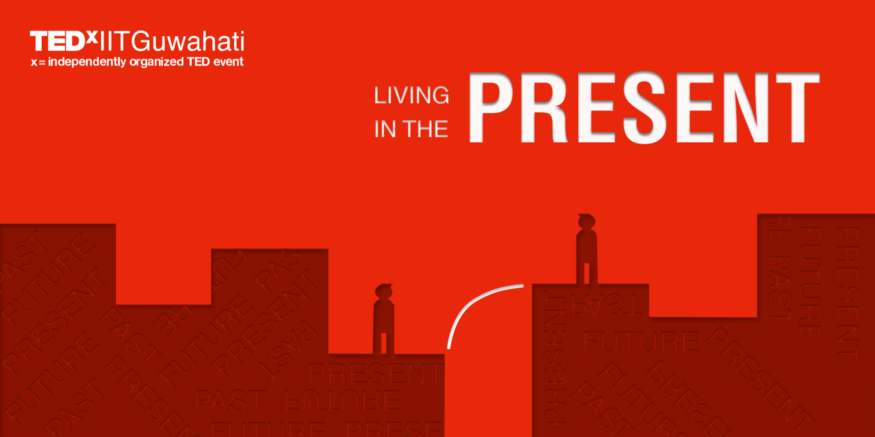 TEDxIITGuwahati
x = independently organized TED event
LIVING
IN THE
PRESENT
PAST
FUTURE
PRESENT
FUTURE
PAST
PAST
FUTURE
PRESENT
PAST
PRESENT
PAST
PRESENT
PAST FUTURE
FUTURE PRESE
PAST
PRESENT
FUTURE
PRESENT
PAST
FUTURE
PRESENT
PAST
FUTURE
PRESENT